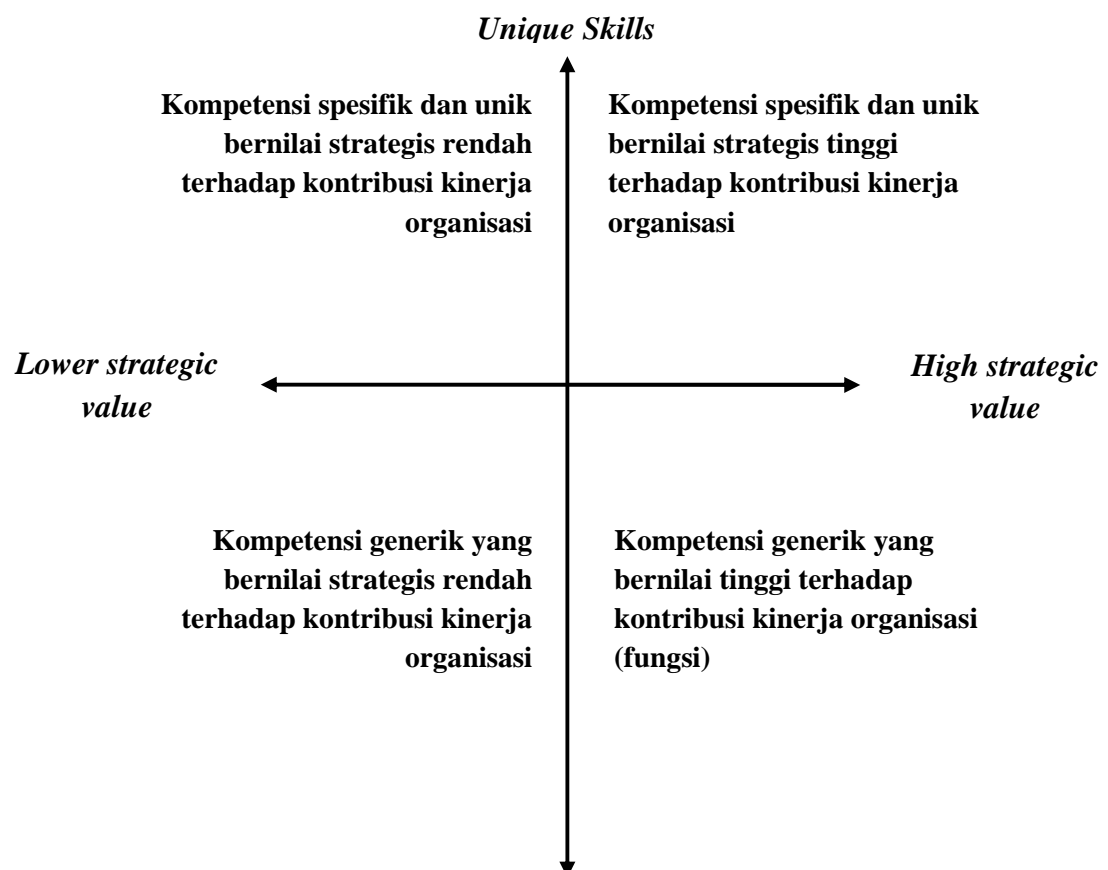 Unique Skills
Kompetensi spesifik dan unik
bernilai strategis rendah
terhadap kontribusi kinerja
organisasi
Kompetensi spesifik dan unik
bernilai strategis tinggi
terhadap kontribusi kinerja
organisasi
Lower strategic
value
High strategic
value
Kompetensi generik yang
bernilai strategis rendah
terhadap kontribusi kinerja
organisasi
Kompetensi generik yang
bernilai tinggi terhadap
kontribusi kinerja organisasi
(fungsi)